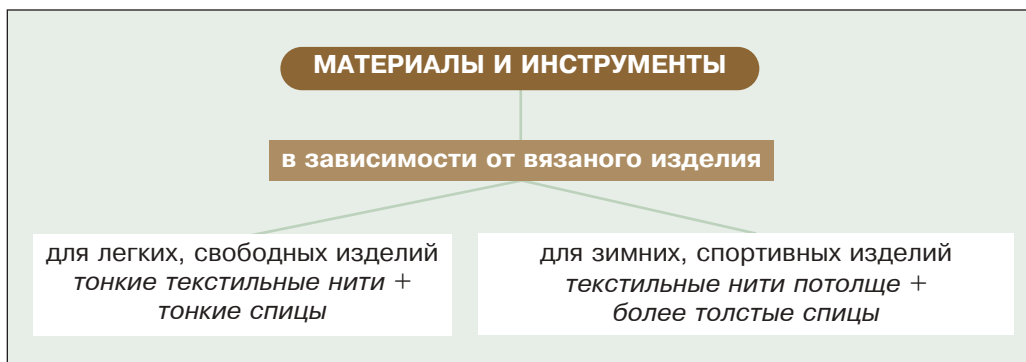 МАТЕРИАЛЫ И ИНСТРУМЕНТЫ
в зависимости от вязаного изделия
для легких, свободных изделий
тонкие текстильные нити +
тонкие спицы
для зимних, спортивных изделий
текстильные нити потолще +
более толстые спицы